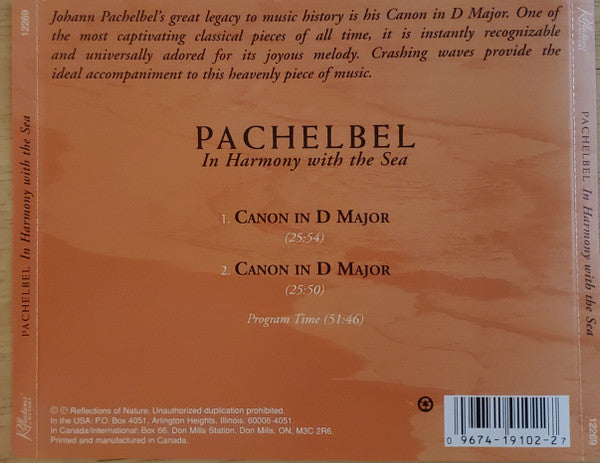 Johann Pachelbel's great legacy to music history is his Canon in D Major. One of
the most captivating classical pieces of all time, it is instantly recognizable
and universally adored for its joyous melody. Crashing waves provide the
ideal accompaniment to this heavenly piece of music.
PACHELBEL
In Harmony with the Sea
1. CANON IN D MAJOR
(25:54)
2. CANON IN D MAJOR
(25:50)
Program Time (51:46)
©℗ Reflections of Nature. Unauthorized duplication prohibited.
In the USA: P.O. Box 4051, Arlington Heights, Illinois, 60006-4051.
In Canada/International: Box 66, Don Mills Station, Don Mills, ON, M3C 2R6.
Printed and manufactured in Canada.
0 9674-19102-2 7
12269
PACHELBEL In Harmony with the Sea
Reflections
12269
PACHELBEL In Harmony with the Sea
Reflections